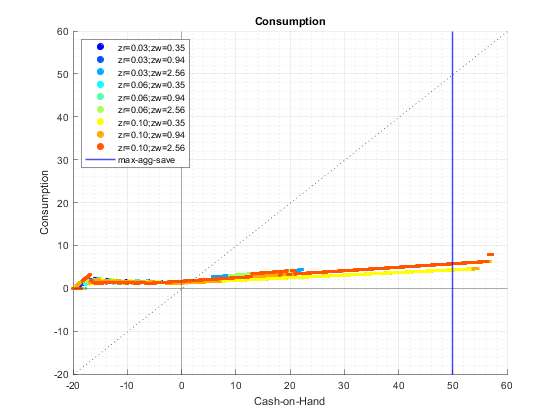 Consumption
60
50
40
30
20
10
0
-10
-20
Consumption
zr=0.03;zw=0.35
zr=0.03;zw=0.94
zr=0.03;zw=2.56
zr=0.06;zw=0.35
zr=0.06;zw=0.94
zr=0.06;zw=2.56
zr=0.10;zw=0.35
zr=0.10;zw=0.94
zr=0.10;zw=2.56
max-agg-save
-20 -10 0 10 20 30 40 50 60
Cash-on-Hand